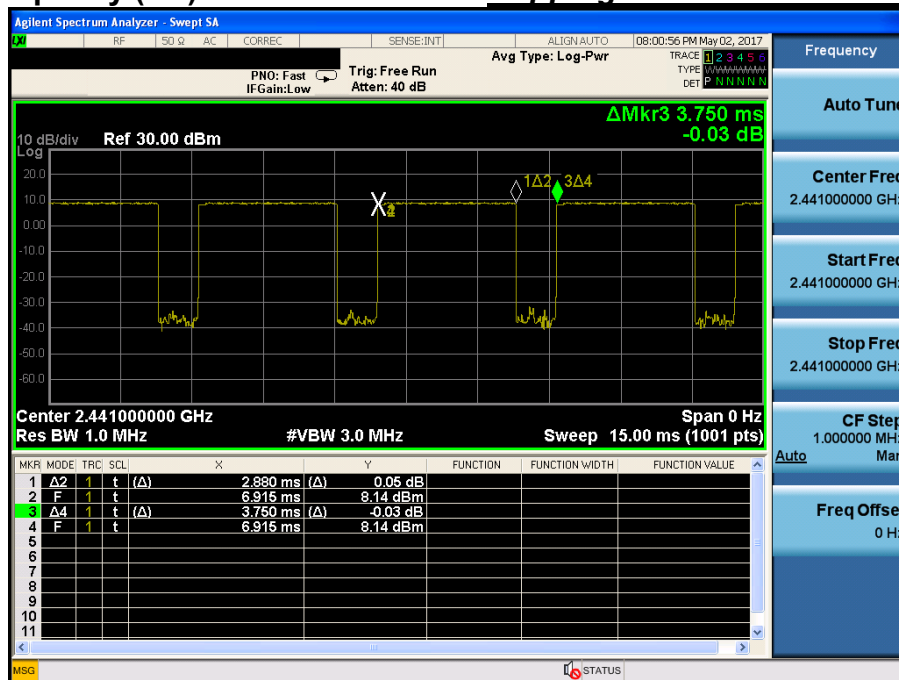 Agilent Spectrum Analyzer - Swept SA
LXI RF 50 Ω AC CORREC SENSE:INT ALIGN AUTO 08:00:56 PM May 02, 2017
Avg Type: Log-Pwr TRACE 1 2 3 4 5 6
PNO: Fast Trig: Free Run TYPE WWWWWW
IFGain:Low Atten: 40 dB DET P N N N N N
ΔMkr3 3.750 ms
-0.03 dB
10 dB/div Ref 30.00 dBm
Log
20.0
10.0
0.00
-10.0
-20.0
-30.0
-40.0
-50.0
-60.0
1Δ2 3Δ4
X
Center 2.441000000 GHz Span 0 Hz
Res BW 1.0 MHz #VBW 3.0 MHz Sweep 15.00 ms (1001 pts)
MKR MODE TRC SCL X Y FUNCTION FUNCTION WIDTH FUNCTION VALUE
1 Δ2 1 t (Δ) 2.880 ms (Δ) 0.05 dB
2 F 1 t 6.915 ms 8.14 dBm
3 Δ4 1 t (Δ) 3.750 ms (Δ) -0.03 dB
4 F 1 t 6.915 ms 8.14 dBm
5
6
7
8
9
10
11
MSG STATUS
Frequency
Auto Tune
Center Freq
2.441000000 GHz
Start Freq
2.441000000 GHz
Stop Freq
2.441000000 GHz
CF Step
1.000000 MHz
Auto Man
Freq Offset
0 Hz